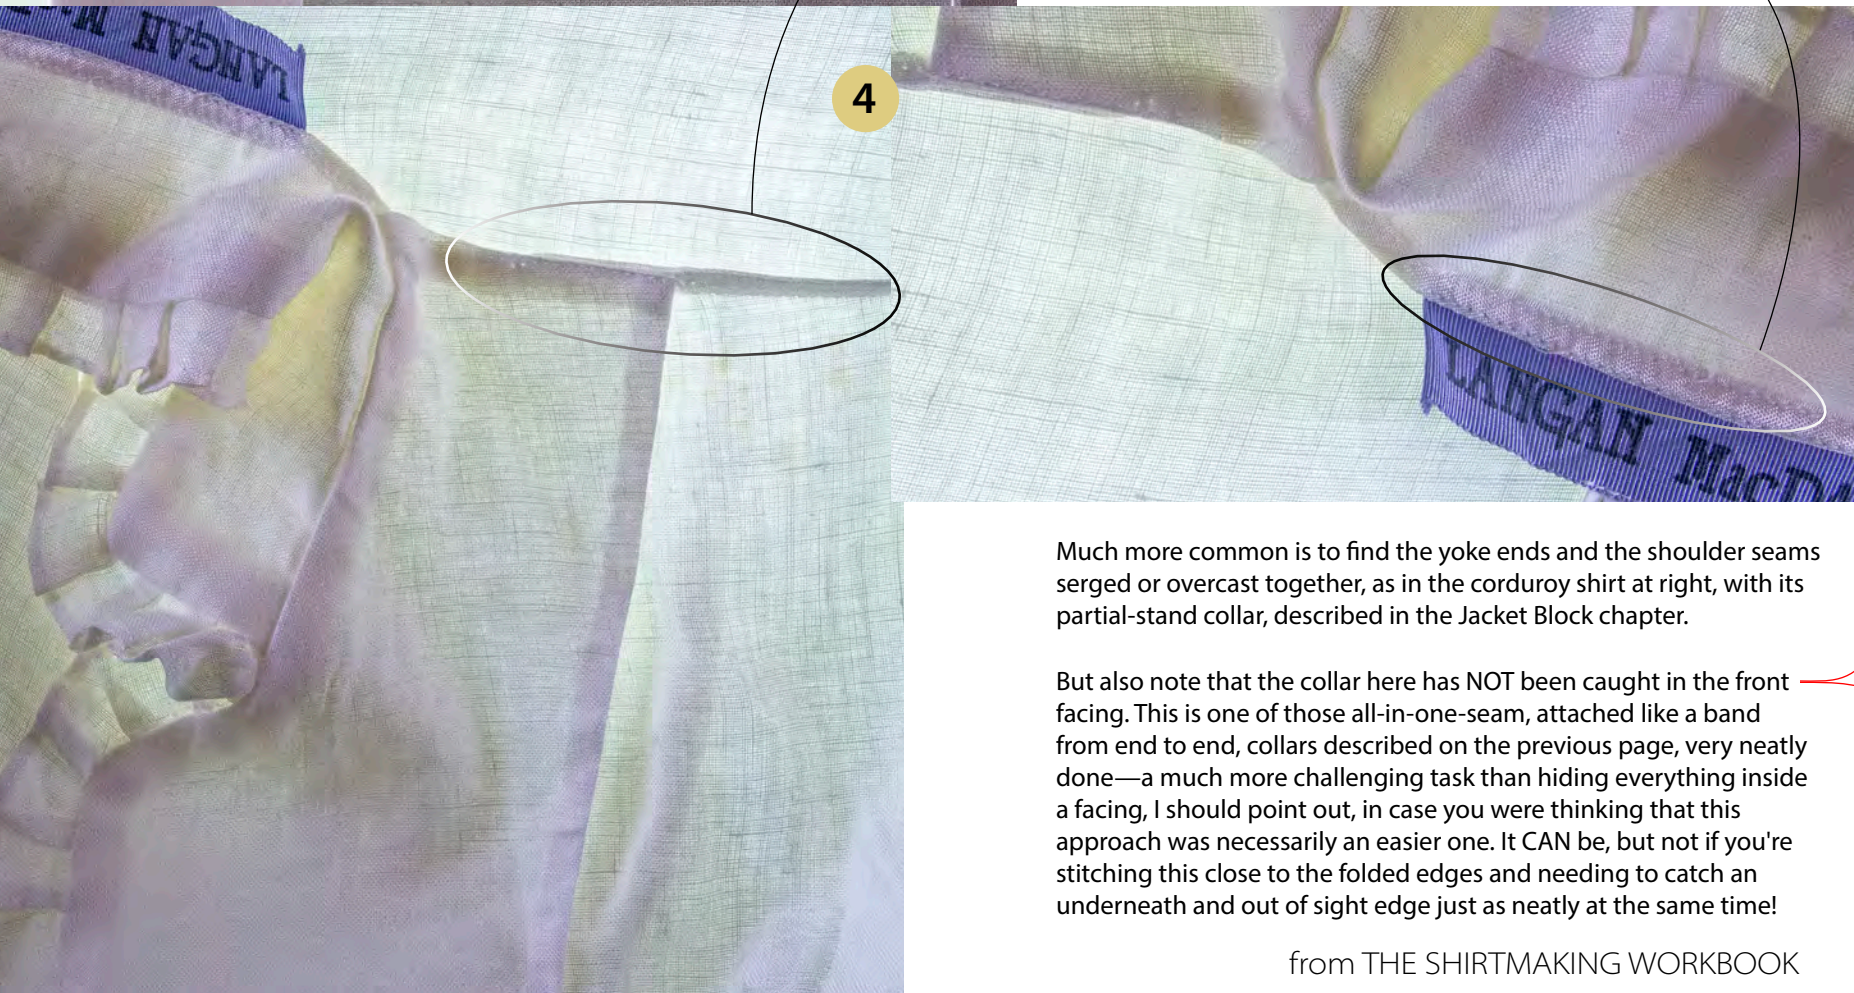 LANGAN M
4
LANGAN MacD
Much more common is to find the yoke ends and the shoulder seams
serged or overcast together, as in the corduroy shirt at right, with its
partial-stand collar, described in the Jacket Block chapter.
But also note that the collar here has NOT been caught in the front
facing. This is one of those all-in-one-seam, attached like a band
from end to end, collars described on the previous page, very neatly
done—a much more challenging task than hiding everything inside
a facing, I should point out, in case you were thinking that this
approach was necessarily an easier one. It CAN be, but not if you're
stitching this close to the folded edges and needing to catch an
underneath and out of sight edge just as neatly at the same time!
from THE SHIRTMAKING WORKBOOK